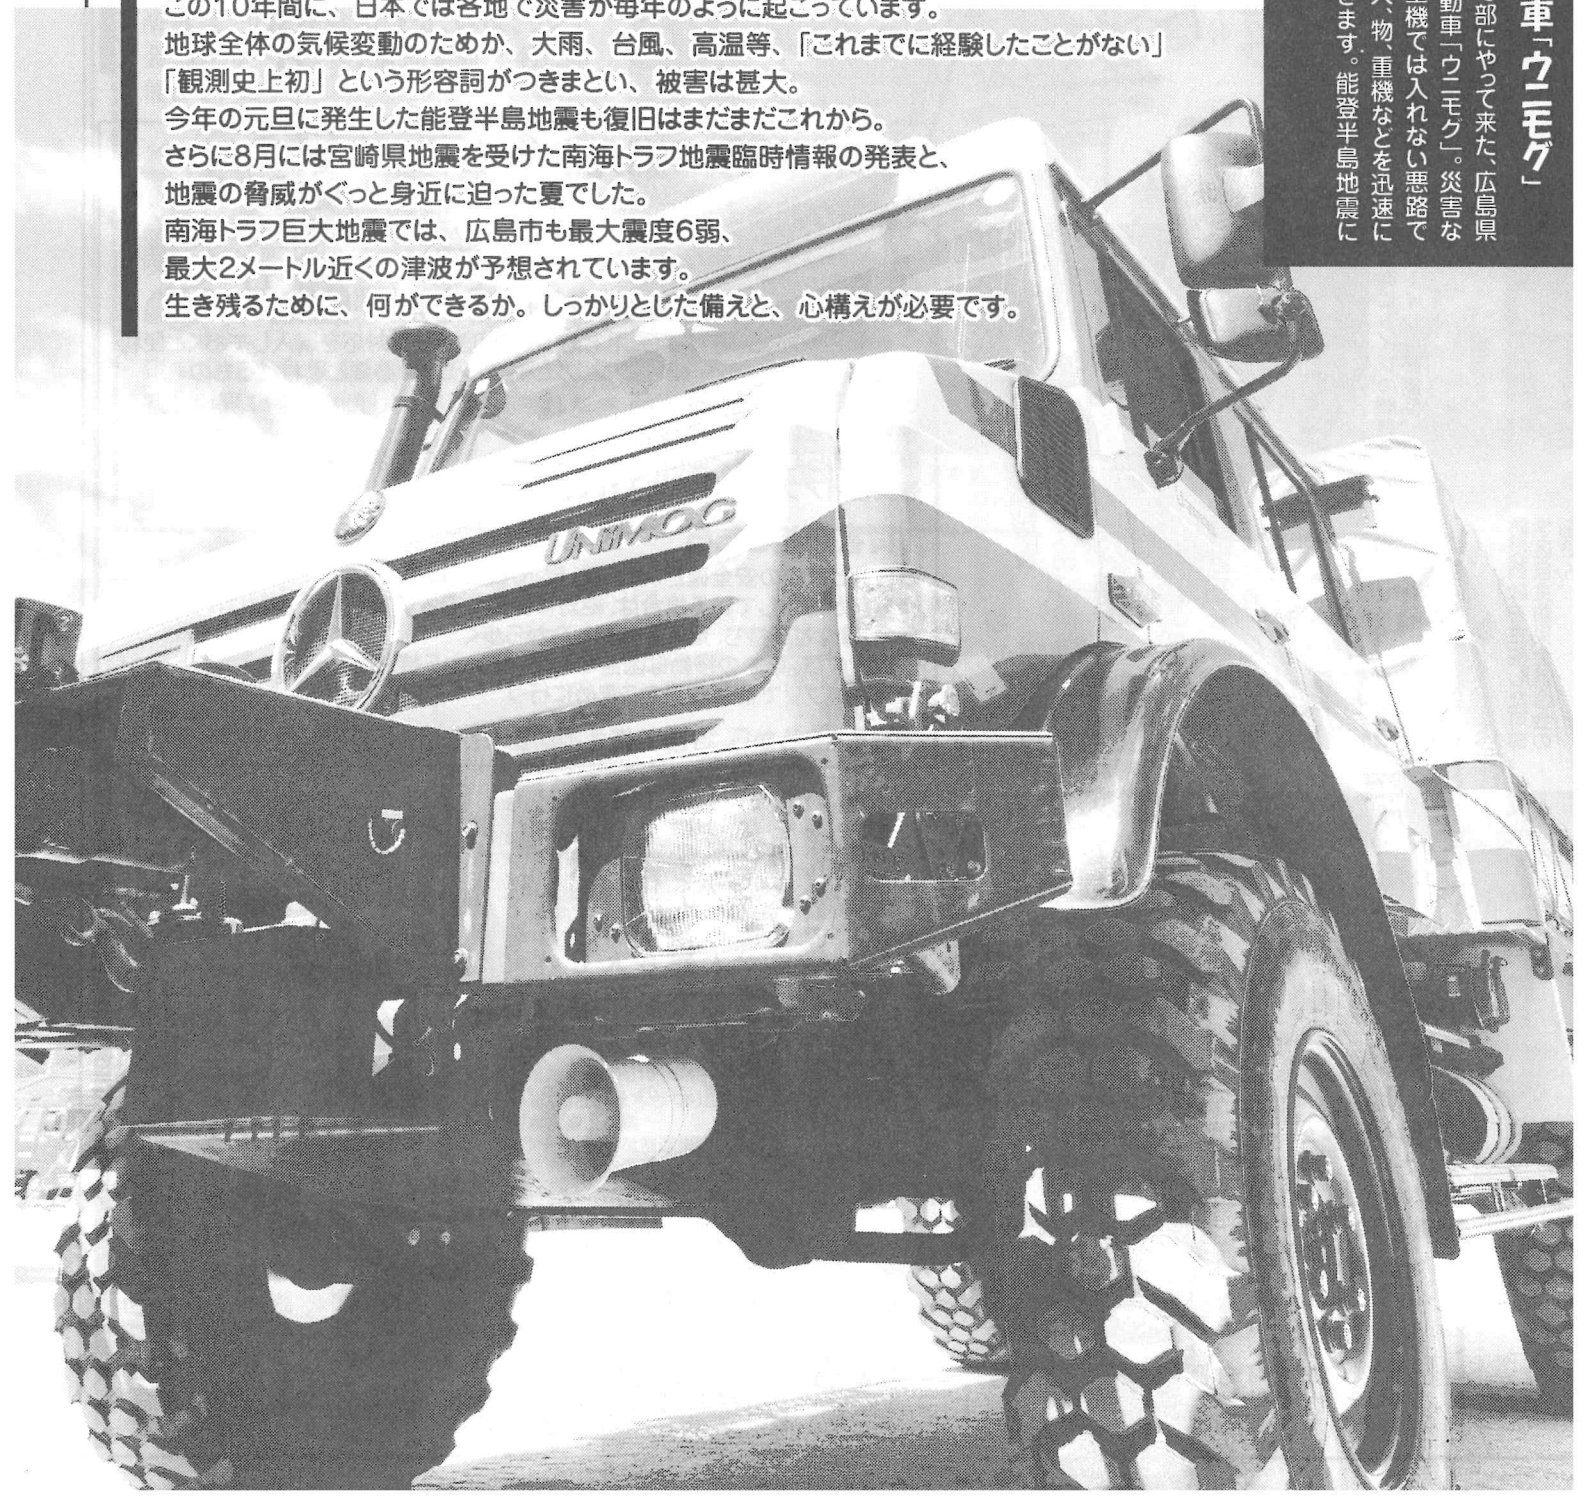 この10年間に、日本では各地で災害が毎年のように起こっています。
地球全体の気候変動のためか、大雨、台風、高温等、「これまでに経験したことがない」
「観測史上初」という形容詞がつきまとい、被害は甚大。
今年の元旦に発生した能登半島地震も復旧はまだまだこれから。
さらに8月には宮崎県地震を受けた南海トラフ地震臨時情報の発表と、
地震の脅威がぐっと身近に迫った夏でした。
南海トラフ巨大地震では、広島市も最大震度6弱、
最大2メートル近くの津波が予想されています。
生き残るために、何ができるか。しっかりとした備えと、心構えが必要です。
車「ウニモグ」
部にやって来た、広島県
動車「ウニモグ」。災害な
機では入れない悪路で
、物、重機などを迅速に
きます。能登半島地震に
UNIMOG